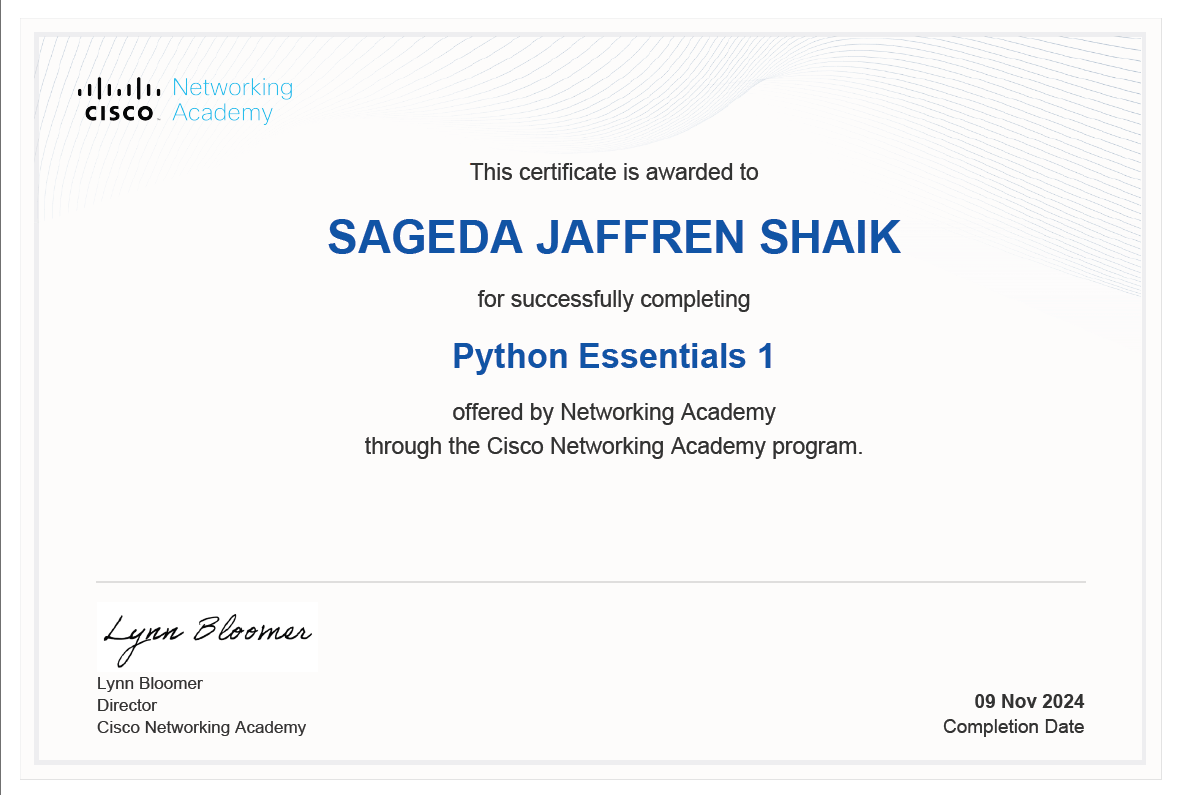 Networking
CISCO Academy
This certificate is awarded to
SAGEDA JAFFREN SHAIK
for successfully completing
Python Essentials 1
offered by Networking Academy
through the Cisco Networking Academy program.
Lynn Bloomer
Lynn Bloomer
Director
Cisco Networking Academy
09 Nov 2024
Completion Date